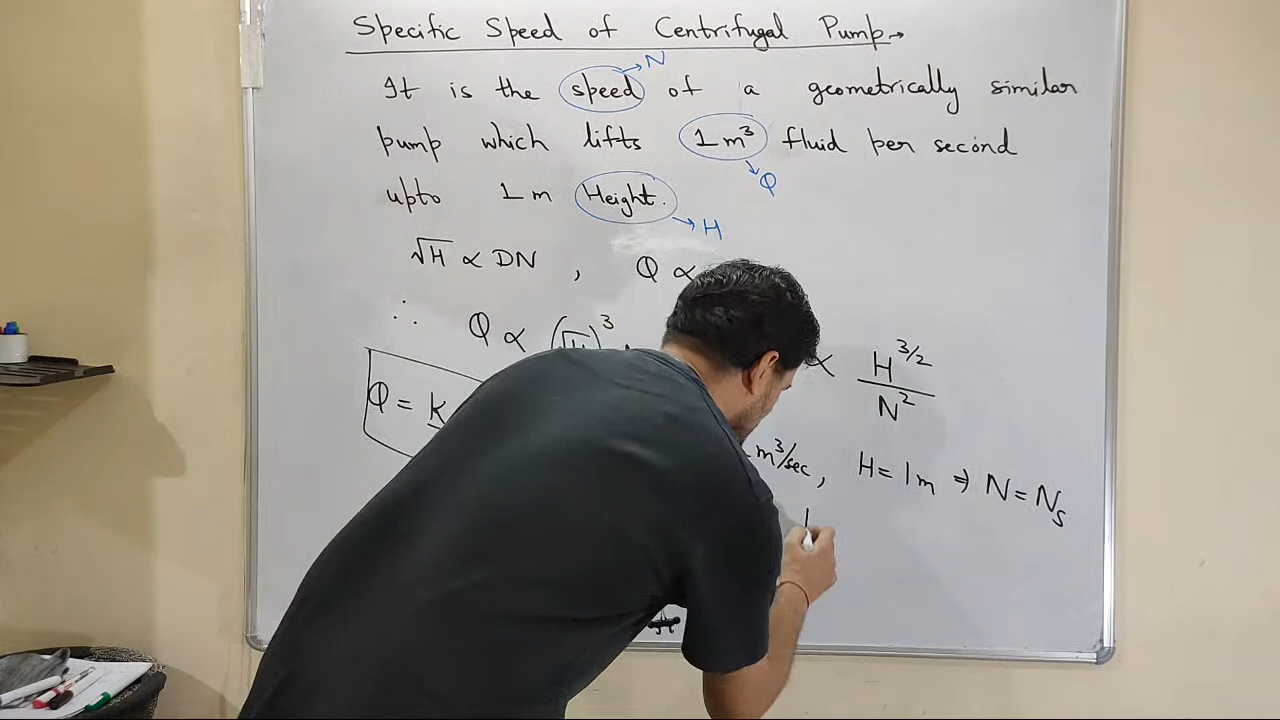 Specific Speed of Centrifugal Pump→
It is the speed → N of a geometrically similar
pump which lifts 1 m³ fluid per second
→ Q
upto 1 m Height.
→ H
√H ∝ DN , Q ∝
∴ Q ∝ (√H)³ ∝ H^3/2 / N²
Q = K
m³/sec, H = 1m ⇒ N = Ns